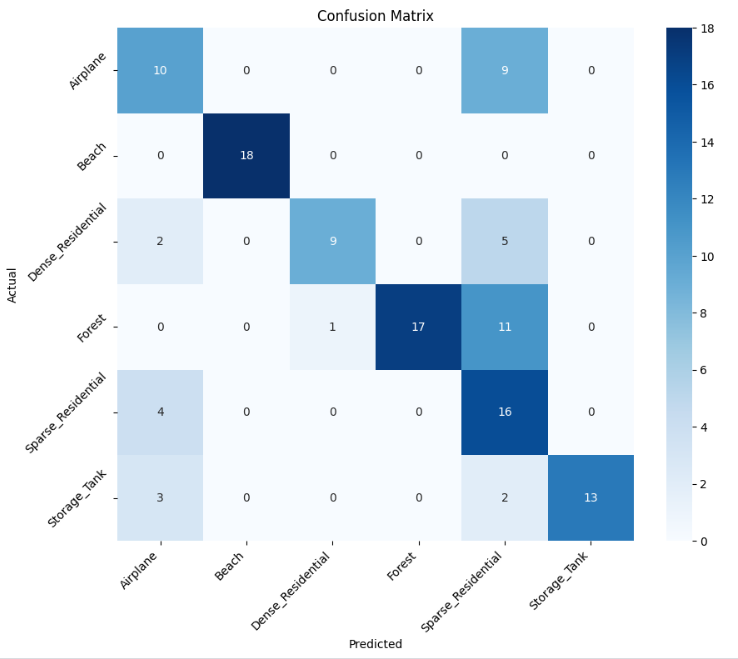 Confusion Matrix
Actual
Airplane 10 0 0 0 9 0
Beach 0 18 0 0 0 0
Dense_Residential 2 0 9 0 5 0
Forest 0 0 1 17 11 0
Sparse_Residential 4 0 0 0 16 0
Storage_Tank 3 0 0 0 2 13
Airplane Beach Dense_Residential Forest Sparse_Residential Storage_Tank
Predicted
18
16
14
12
10
8
6
4
2
0